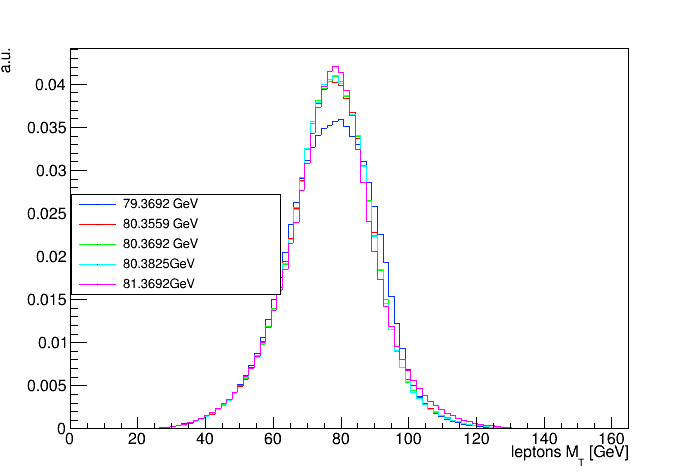 a.u.
0.04
0.035
0.03
0.025
0.02
0.015
0.01
0.005
0
79.3692 GeV
80.3559 GeV
80.3692 GeV
80.3825GeV
81.3692GeV
0 20 40 60 80 100 120 140 160
leptons M_T [GeV]